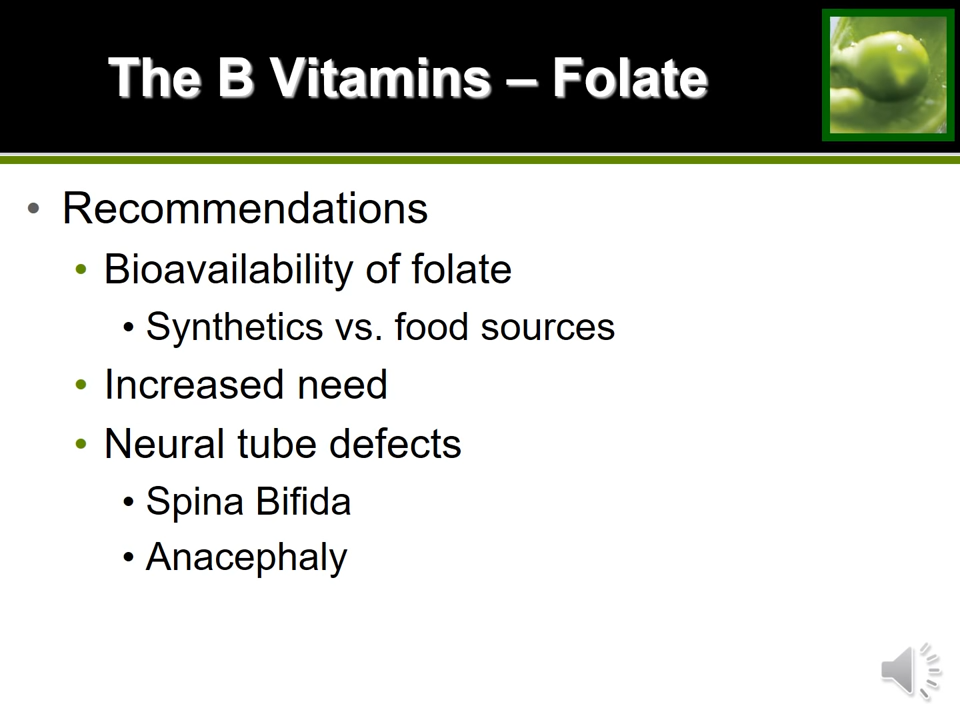 The B Vitamins – Folate
• Recommendations
• Bioavailability of folate
• Synthetics vs. food sources
• Increased need
• Neural tube defects
• Spina Bifida
• Anacephaly